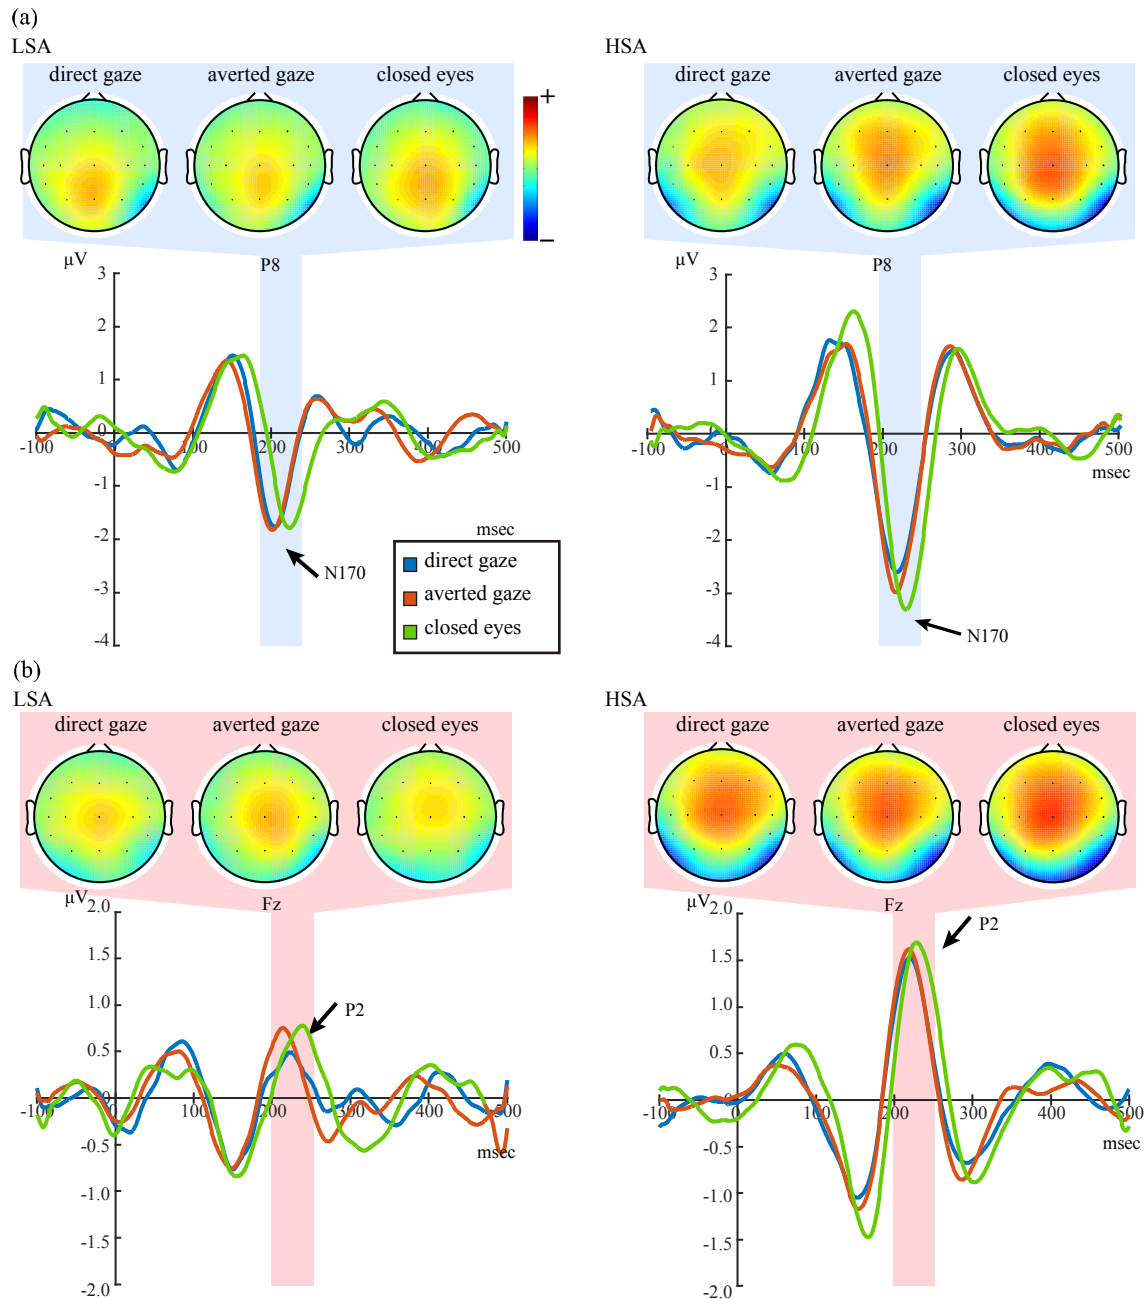 (a)
LSA
direct gaze averted gaze closed eyes
+
−
µV
P8
3
2
1
0
-1
-2
-3
-4
-100 100 200 300 400 500
msec
N170
direct gaze
averted gaze
closed eyes
HSA
direct gaze averted gaze closed eyes
µV
P8
3
2
1
0
-1
-2
-3
-4
-100 100 200 300 400 500
msec
N170
(b)
LSA
direct gaze averted gaze closed eyes
µV
Fz
2.0
1.5
1.0
0.5
0
-0.5
-1.0
-1.5
-2.0
-100 0 100 200 300 400 500
msec
P2
HSA
direct gaze averted gaze closed eyes
µV
Fz
2.0
1.5
1.0
0.5
0
-0.5
-1.0
-1.5
-2.0
-100 0 100 200 300 400 500
msec
P2